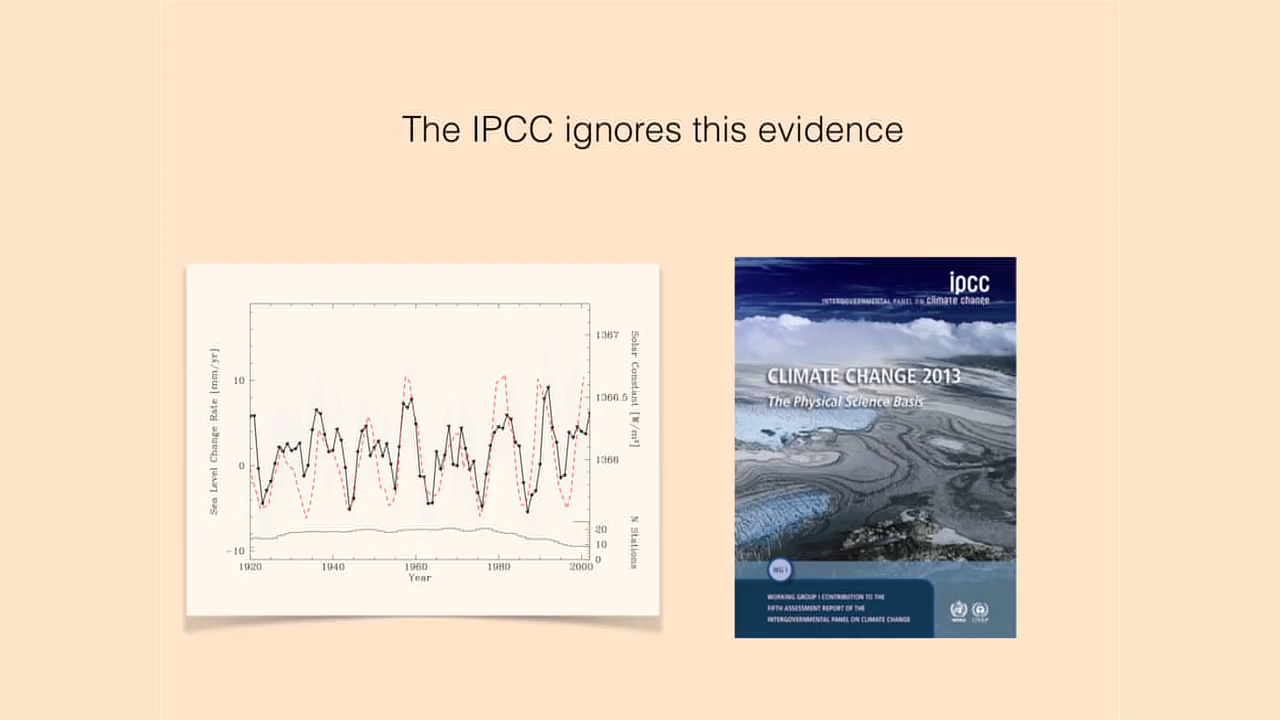 The IPCC ignores this evidence
Sea Level Change Rate [mm/yr]
10
0
-10
1367
1366.5
1366
Solar Constant [W/m²]
20
10
0
N Stations
1920
1940
1960
1980
2000
Year
ipcc
INTERGOVERNMENTAL PANEL ON climate change
CLIMATE CHANGE 2013
The Physical Science Basis
WG I
WORKING GROUP I CONTRIBUTION TO THE
FIFTH ASSESSMENT REPORT OF THE
INTERGOVERNMENTAL PANEL ON CLIMATE CHANGE
WMO
UNEP